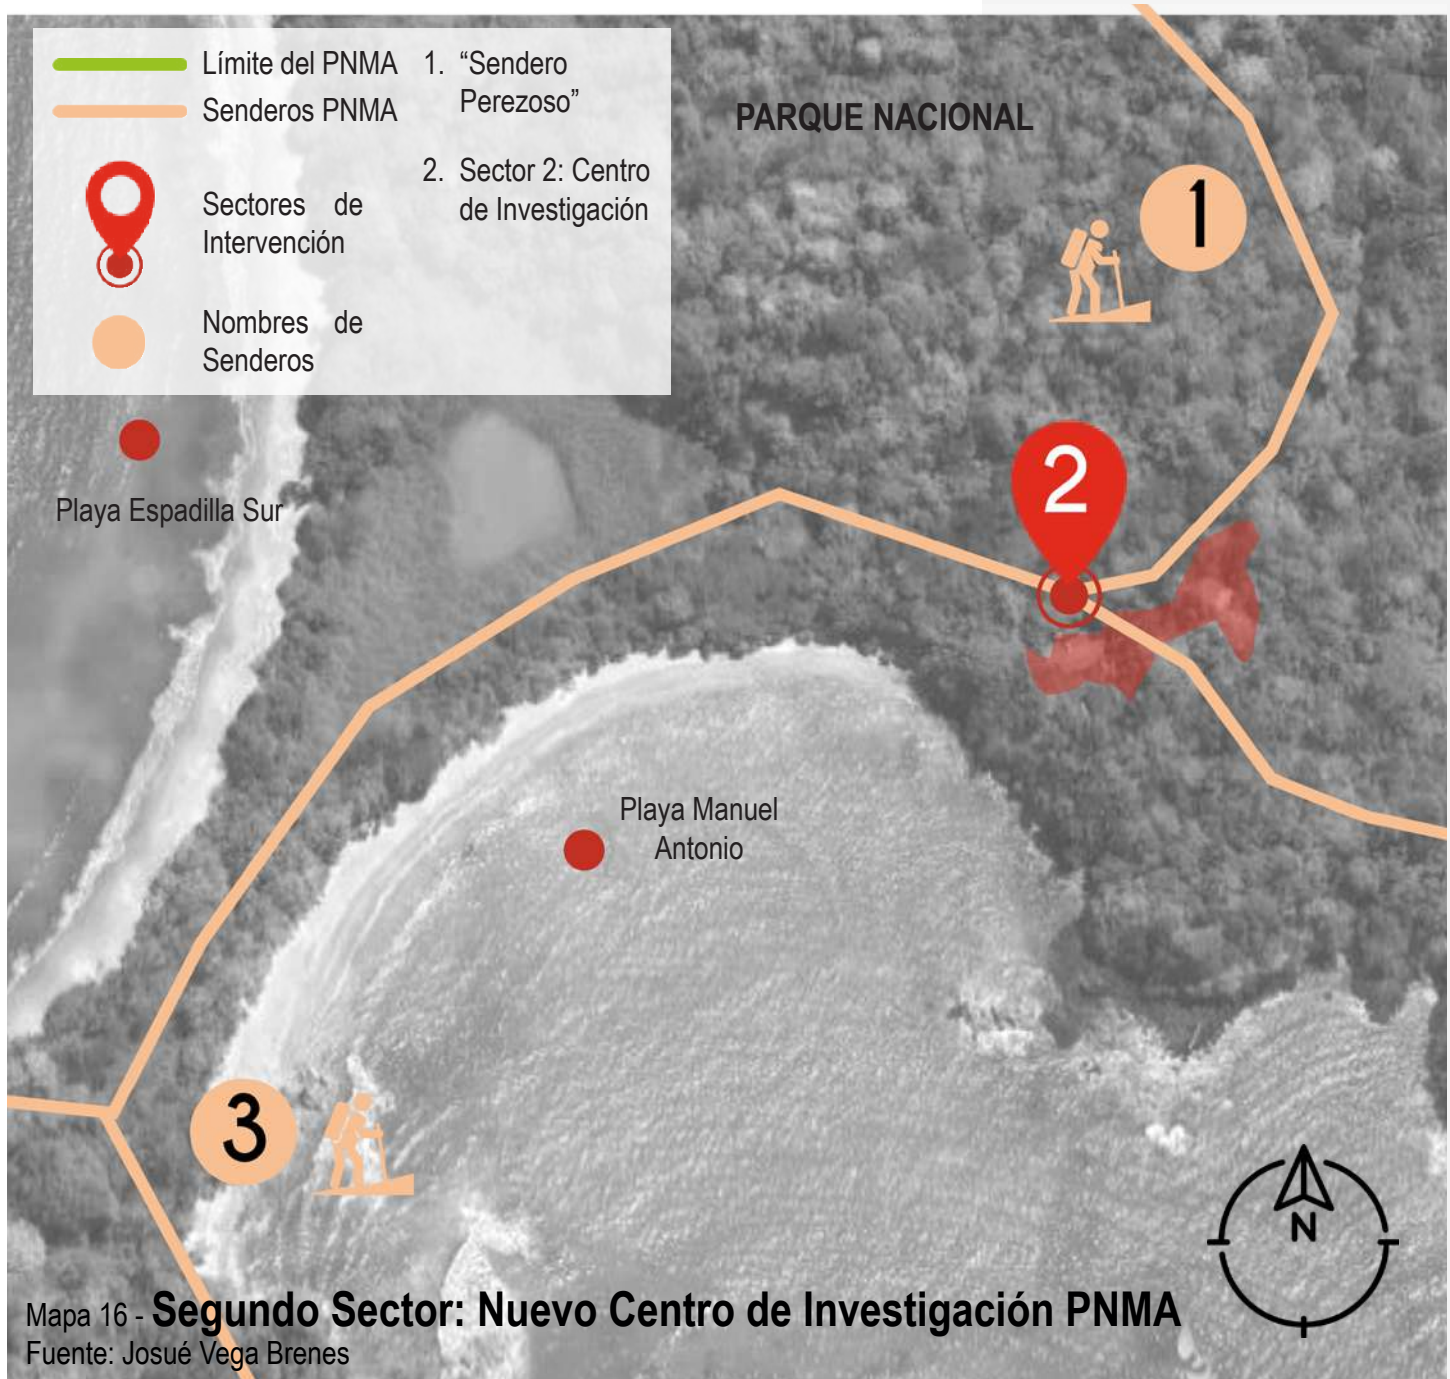 Límite del PNMA
Senderos PNMA
Sectores de
Intervención
Nombres de
Senderos
1. “Sendero
Perezoso”
2. Sector 2: Centro
de Investigación
PARQUE NACIONAL
1
2
Playa Espadilla Sur
Playa Manuel
Antonio
3
N
Mapa 16 - Segundo Sector: Nuevo Centro de Investigación PNMA
Fuente: Josué Vega Brenes